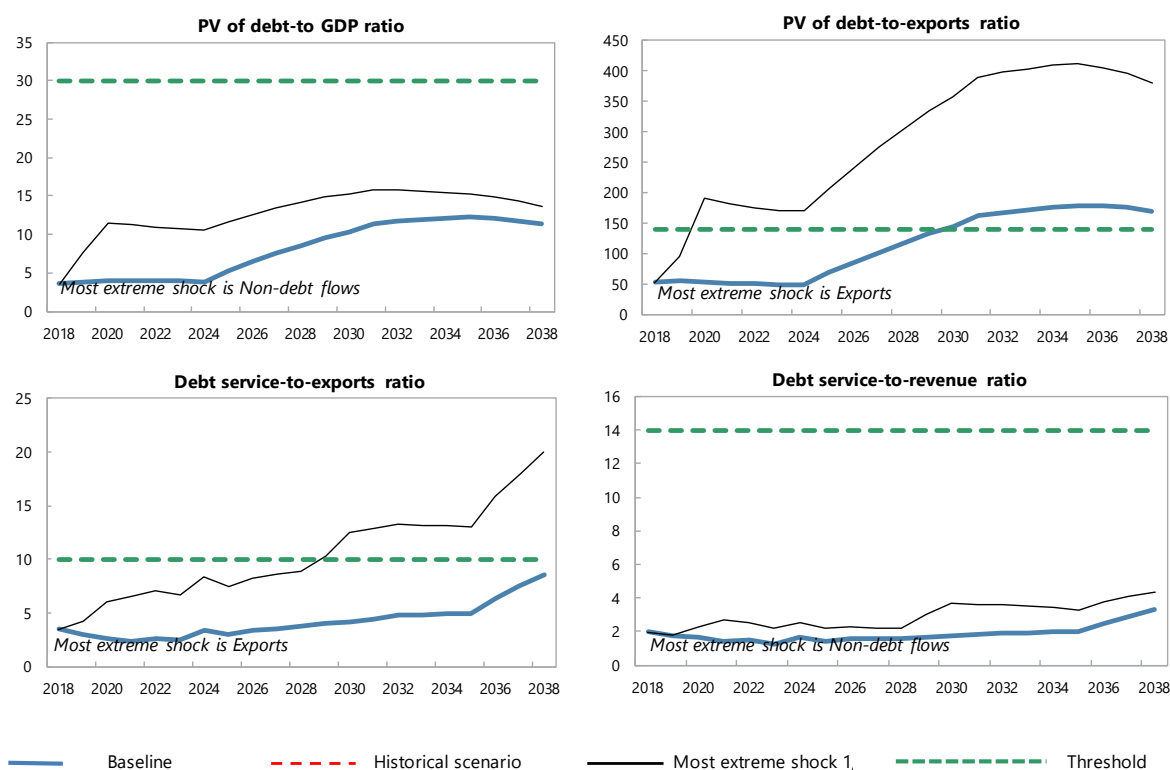 PV of debt-to GDP ratio
35
30
25
20
15
10
5
0
Most extreme shock is Non-debt flows
2018 2020 2022 2024 2026 2028 2030 2032 2034 2036 2038
PV of debt-to-exports ratio
450
400
350
300
250
200
150
100
50
0
Most extreme shock is Exports
2018 2020 2022 2024 2026 2028 2030 2032 2034 2036 2038
Debt service-to-exports ratio
25
20
15
10
5
0
Most extreme shock is Exports
2018 2020 2022 2024 2026 2028 2030 2032 2034 2036 2038
Debt service-to-revenue ratio
16
14
12
10
8
6
4
2
0
Most extreme shock is Non-debt flows
2018 2020 2022 2024 2026 2028 2030 2032 2034 2036 2038
Baseline Historical scenario Most extreme shock 1/ Threshold